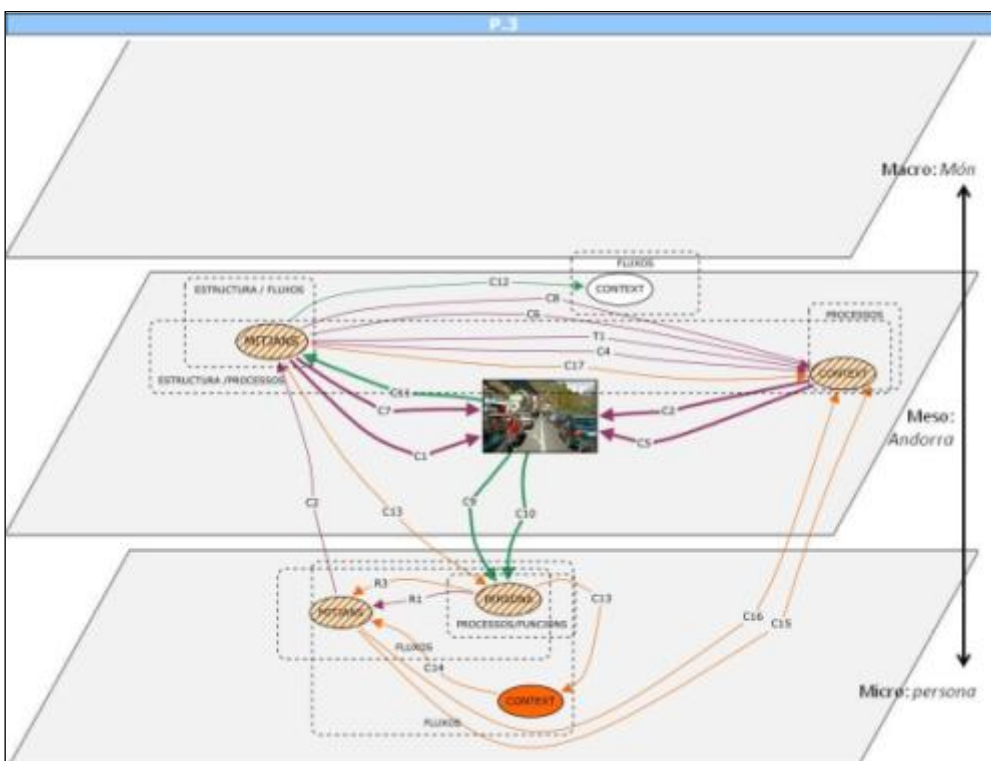 P.3
Macro: Món
FLUXOS
ESTRUCTURA / FLUXOS
C12
CONTEXT
C8
PROCESSOS
C6
MITJANS
T1
C4
C17
CONTEXT
ESTRUCTURA /PROCESSOS
C11
C7
C2
Meso:
Andorra
C5
C1
C2
C9
C13
C10
R3
PERSONA
C13
R1
MITJANS
C16
C15
PROCESSOS/FUNCIONS
FLUXOS
C14
CONTEXT
Micro: persona
FLUXOS